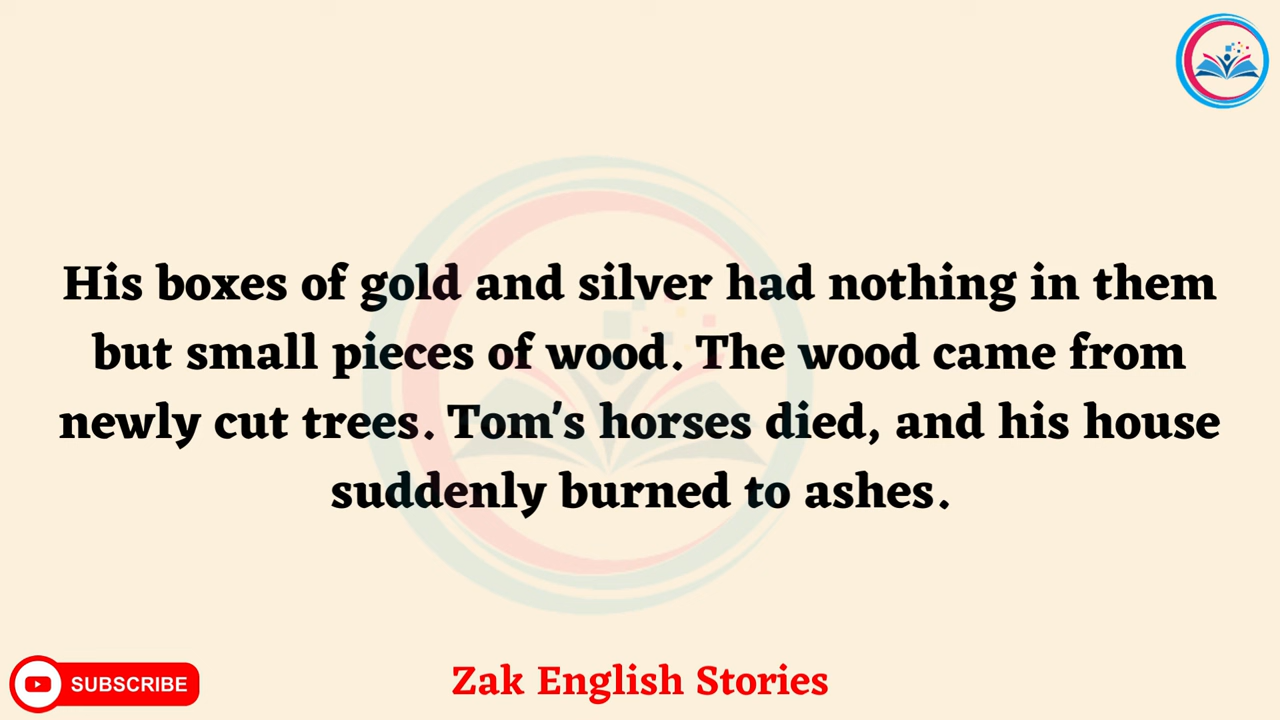 His boxes of gold and silver had nothing in them
but small pieces of wood. The wood came from
newly cut trees. Tom's horses died, and his house
suddenly burned to ashes.
SUBSCRIBE
Zak English Stories